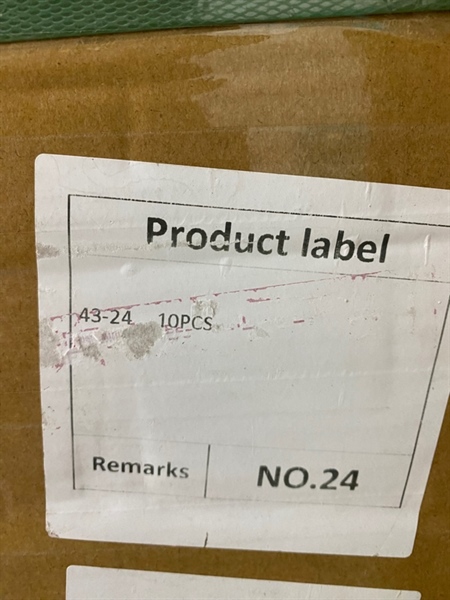 Product label
43-24 10PCS
Remarks NO.24